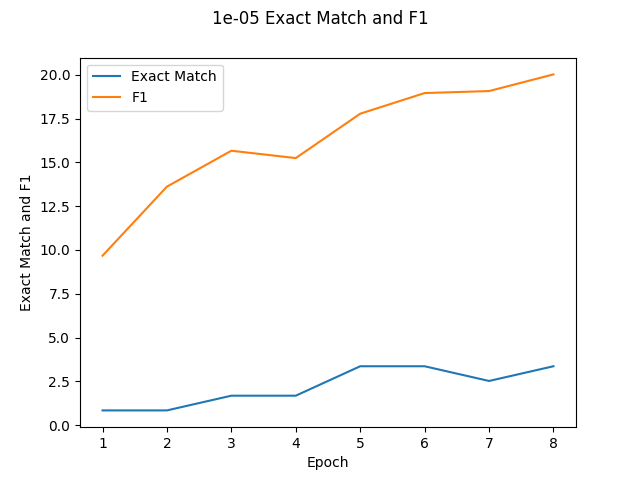 1e-05 Exact Match and F1
Exact Match
F1
Exact Match and F1
20.0
17.5
15.0
12.5
10.0
7.5
5.0
2.5
0.0
1 2 3 4 5 6 7 8
Epoch